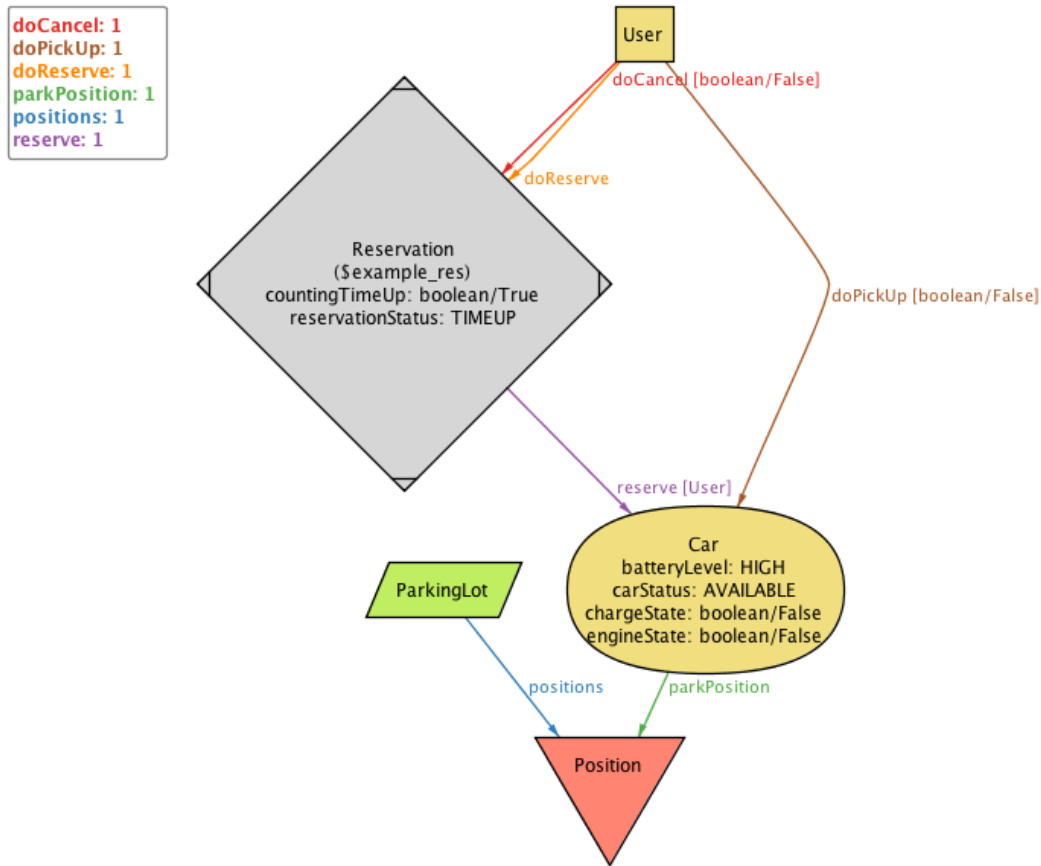 doCancel: 1
doPickUp: 1
doReserve: 1
parkPosition: 1
positions: 1
reserve: 1
User
doCancel [boolean/False]
doReserve
Reservation
($example_res)
countingTimeUp: boolean/True
reservationStatus: TIMEUP
doPickUp [boolean/False]
reserve [User]
Car
batteryLevel: HIGH
carStatus: AVAILABLE
chargeState: boolean/False
engineState: boolean/False
ParkingLot
positions
parkPosition
Position